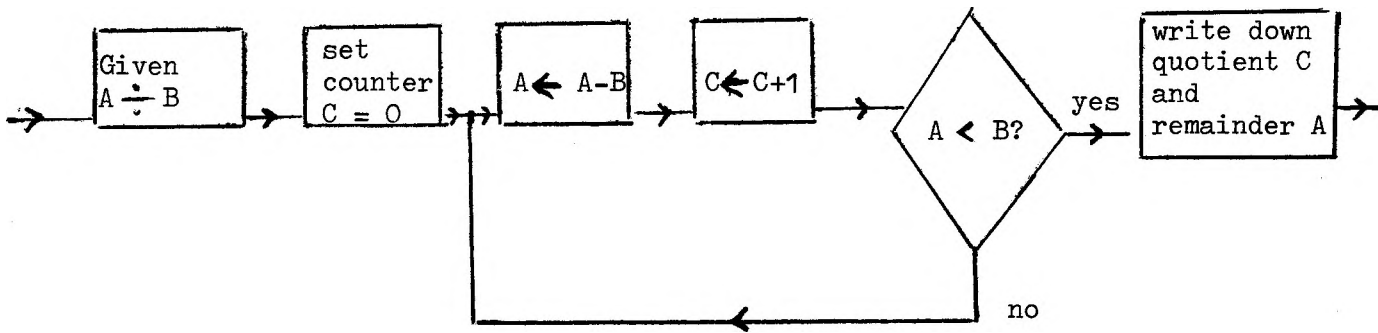 Given
A ÷ B
set
counter
C = 0
A ← A-B
C ← C+1
A < B?
yes
write down
quotient C
and
remainder A
no